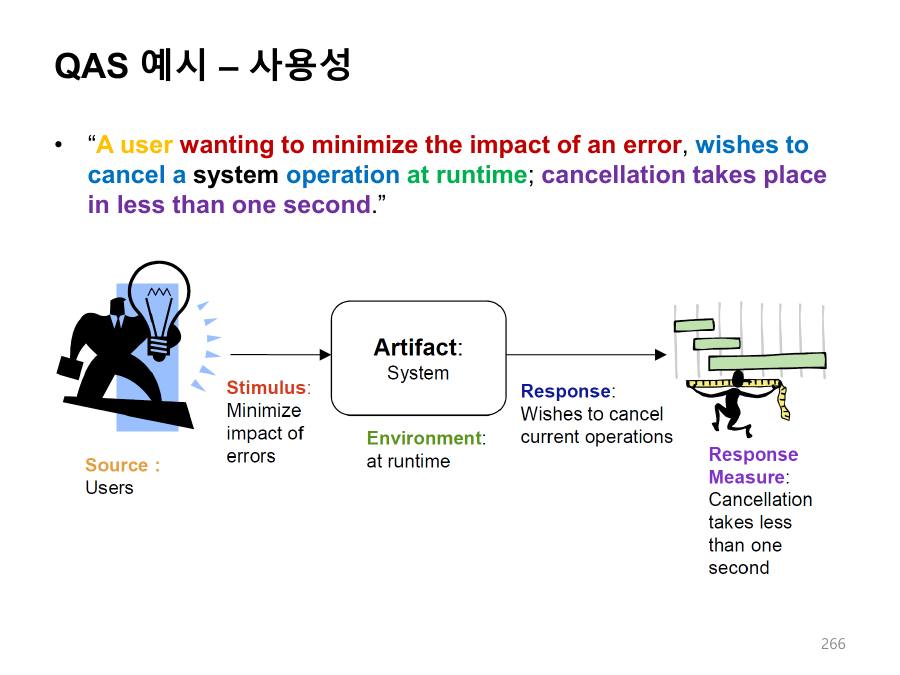 QAS 예시 – 사용성
• “A user wanting to minimize the impact of an error, wishes to
cancel a system operation at runtime; cancellation takes place
in less than one second.”
Source :
Users
Stimulus:
Minimize
impact of
errors
Artifact:
System
Environment:
at runtime
Response:
Wishes to cancel
current operations
Response
Measure:
Cancellation
takes less
than one
second
266